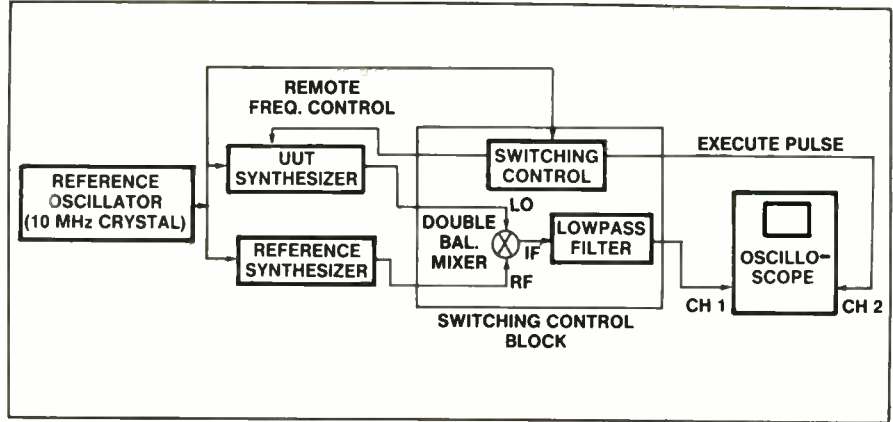 REMOTE
FREQ. CONTROL
EXECUTE PULSE
UUT
SYNTHESIZER
SWITCHING
CONTROL
REFERENCE
OSCILLATOR
(10 MHz CRYSTAL)
LO
DOUBLE
BAL.
MIXER
IF
RF
LOWPASS
FILTER
REFERENCE
SYNTHESIZER
OSCILLO-
SCOPE
CH 1
CH 2
SWITCHING CONTROL
BLOCK